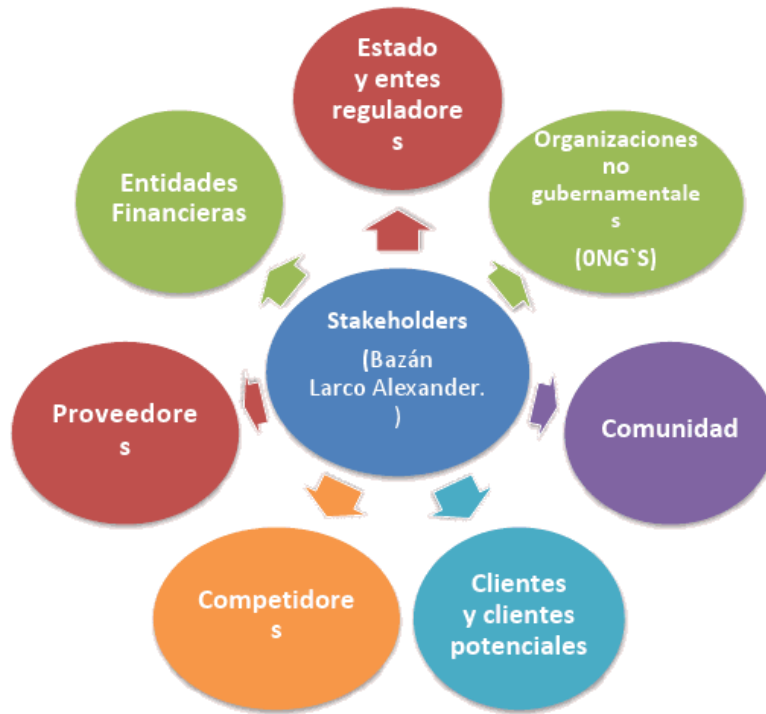 Estado
y entes
reguladore
s
Organizaciones
no
gubernamentale
s
(0NG`S)
Entidades
Financieras
Stakeholders
(Bazán
Larco Alexander.
)
Proveedore
s
Comunidad
Competidore
s
Clientes
y clientes
potenciales